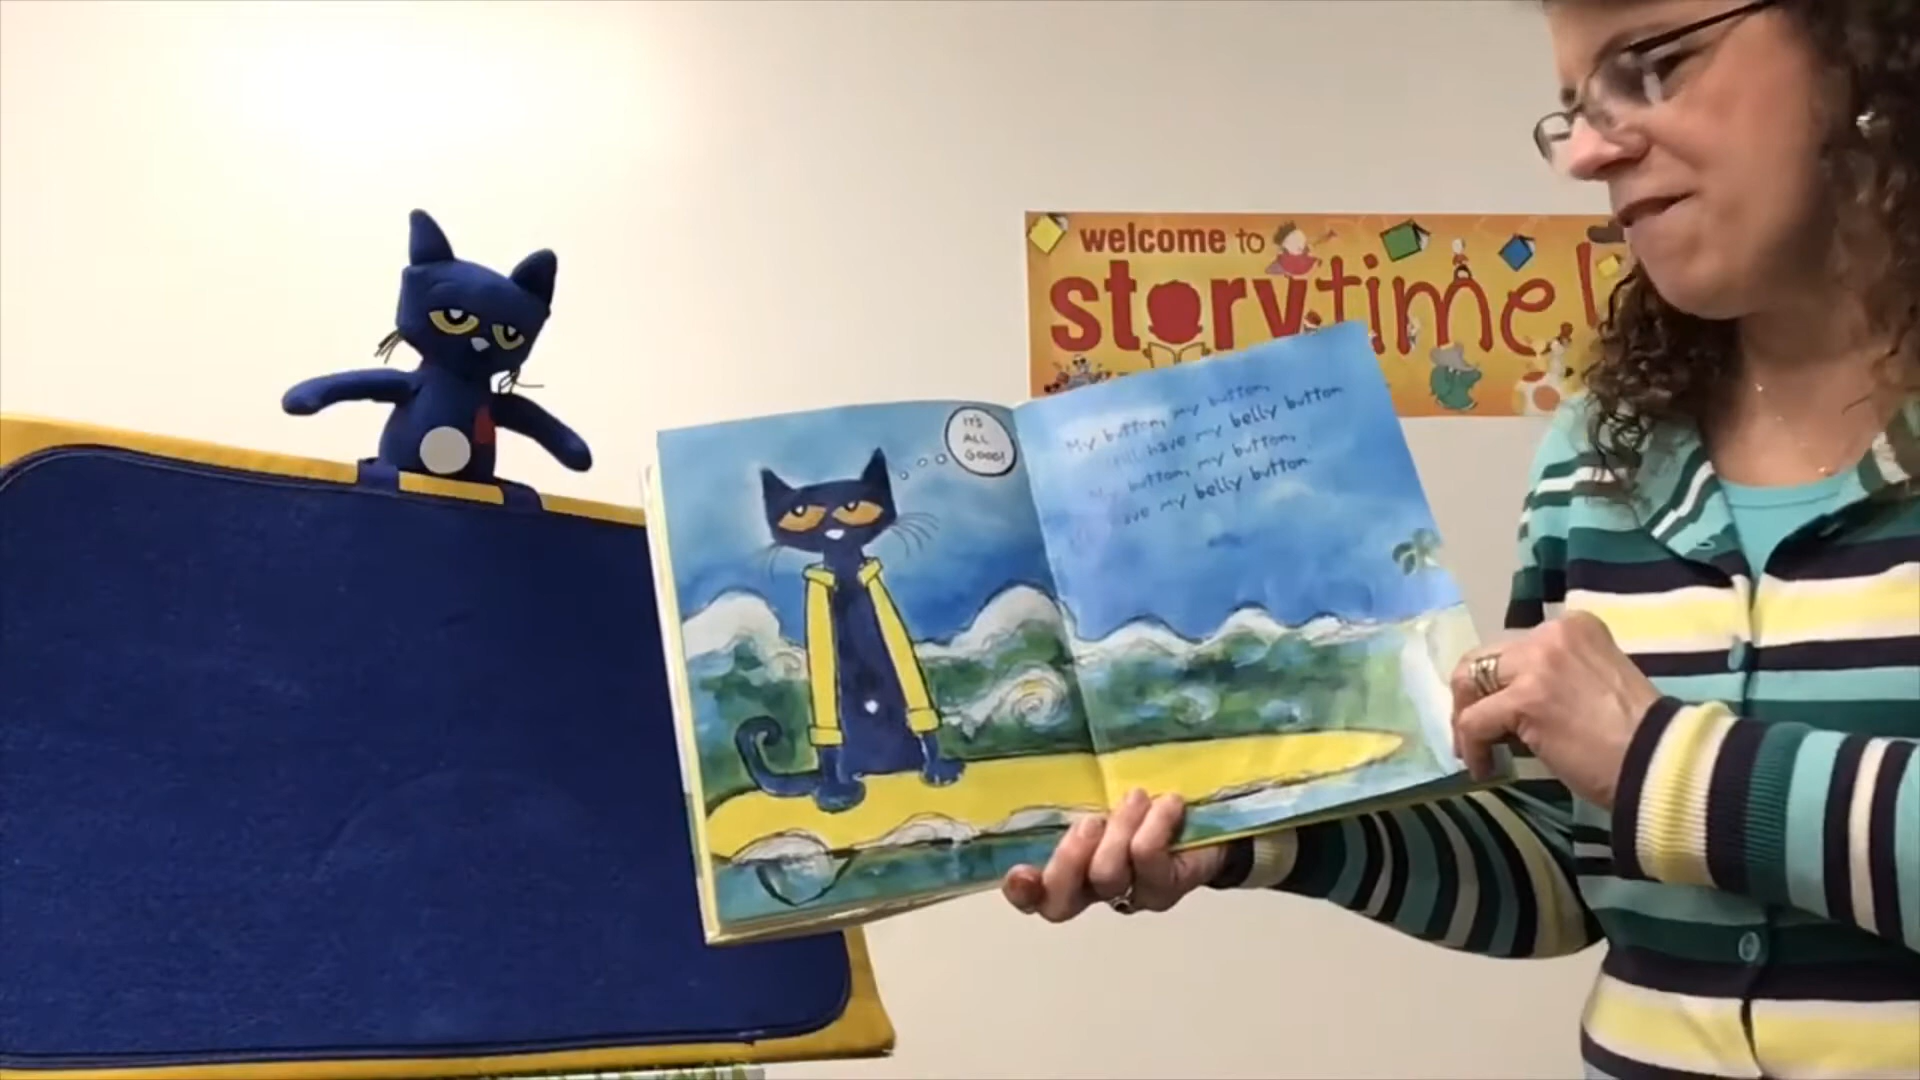 welcome to
storytime!
IT'S
ALL
GOOD!
My button, my button,
still have my belly button
My button, my button,
have my belly button.